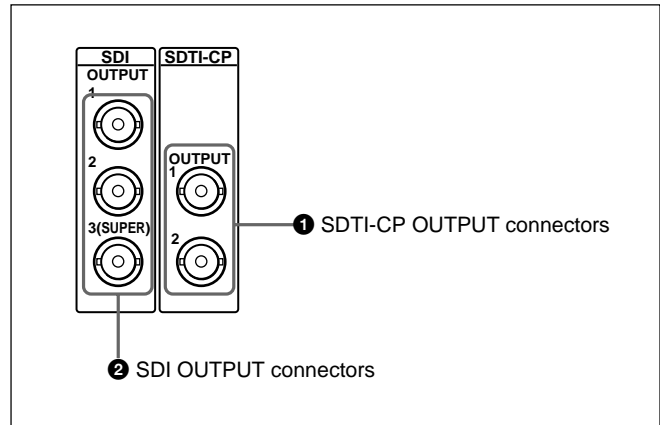 SDI
OUTPUT
1
2
3(SUPER)
SDTI-CP
OUTPUT
1
2
❶ SDTI-CP OUTPUT connectors
❷ SDI OUTPUT connectors